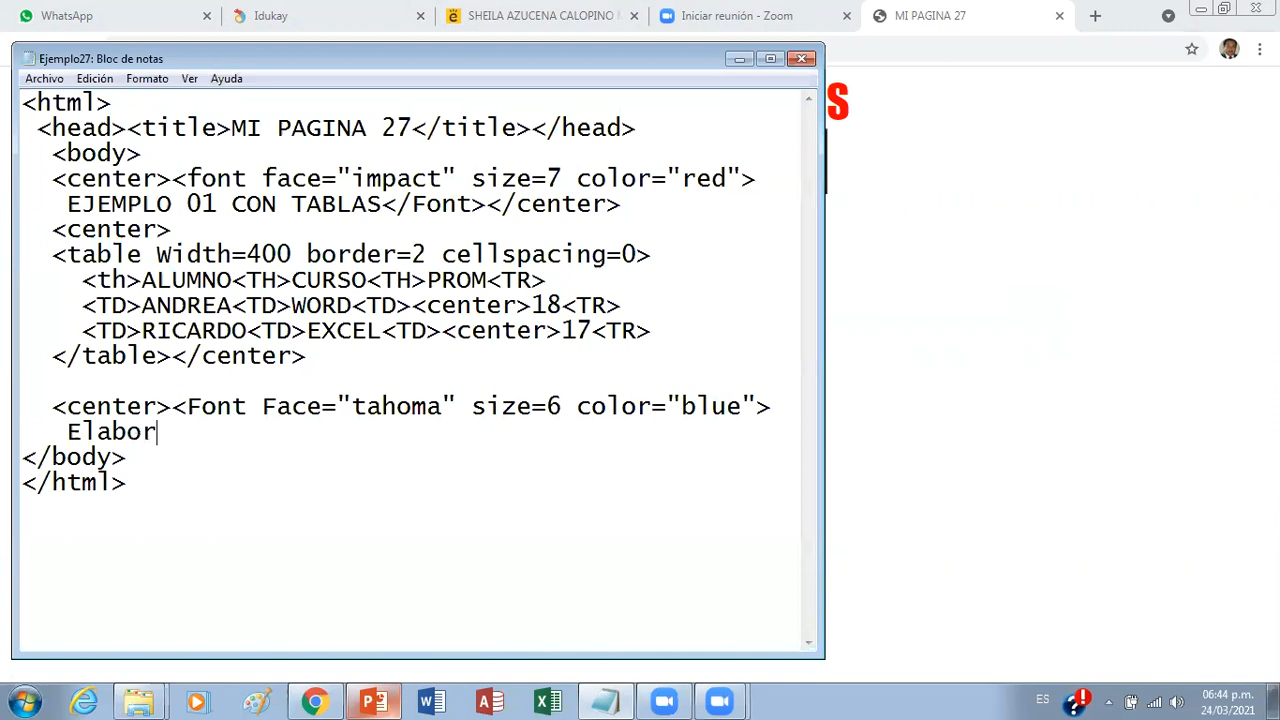 WhatsApp
Idukay
SHEILA AZUCENA CALOPINO
Iniciar reunión - Zoom
MI PAGINA 27
Ejemplo27: Bloc de notas
Archivo Edición Formato Ver Ayuda
S
<html>
<head><title>MI PAGINA 27</title></head>
<body>
<center><font face="impact" size=7 color="red">
EJEMPLO 01 CON TABLAS</Font></center>
<center>
<table Width=400 border=2 cellspacing=0>
<th>ALUMNO<TH>CURSO<TH>PROM<TR>
<TD>ANDREA<TD>WORD<TD><center>18<TR>
<TD>RICARDO<TD>EXCEL<TD><center>17<TR>
</table></center>
<center><Font Face="tahoma" size=6 color="blue">
Elabor
</body>
</html>
ES
06:44 p.m.
24/03/2021